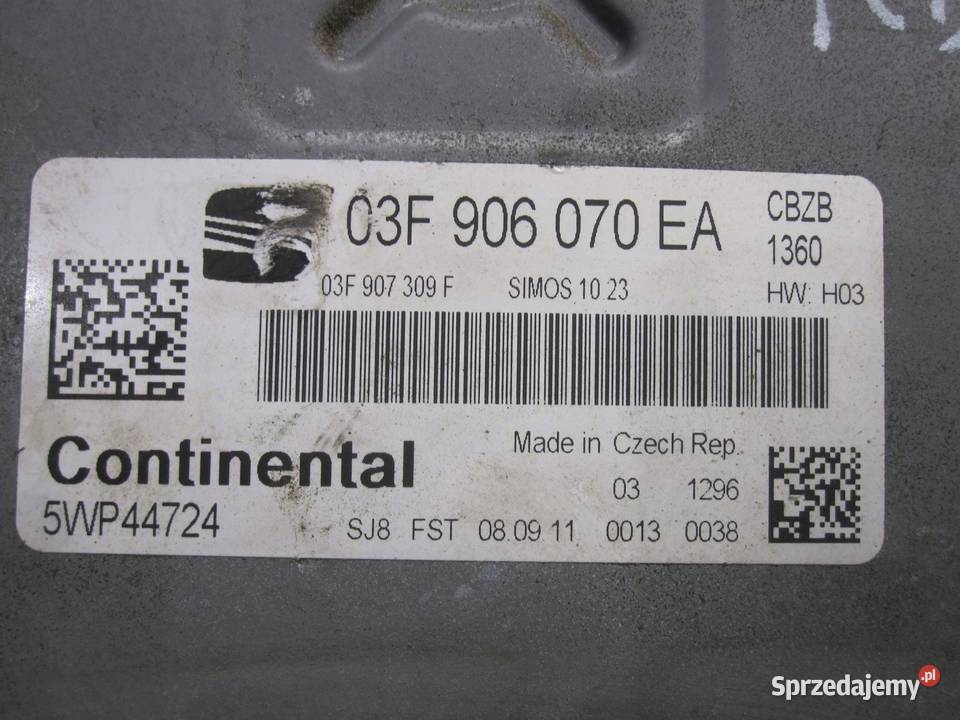 03F 906 070 EA
CBZB
1360
03F 907 309 F SIMOS 10.23 HW: H03
Continental
Made in Czech Rep.
03 1296
5WP44724
SJ8 FST 08.09.11 0013 0038
Sprzedajemy.pl